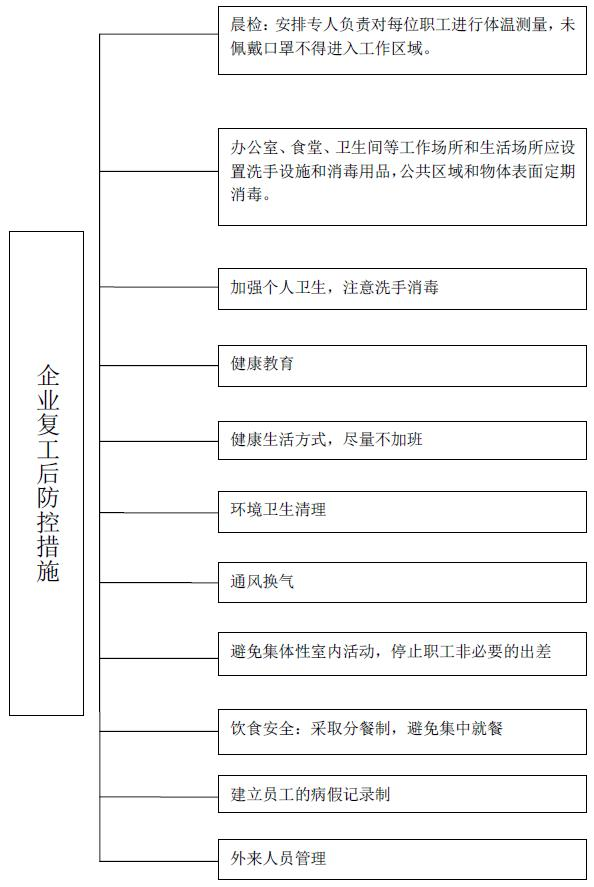 企业复工后防控措施
晨检：安排专人负责对每位职工进行体温测量，未
佩戴口罩不得进入工作区域。
办公室、食堂、卫生间等工作场所和生活场所应设
置洗手设施和消毒用品，公共区域和物体表面定期
消毒。
加强个人卫生，注意洗手消毒
健康教育
健康生活方式，尽量不加班
环境卫生清理
通风换气
避免集体性室内活动，停止职工非必要的出差
饮食安全：采取分餐制，避免集中就餐
建立员工的病假记录制
外来人员管理